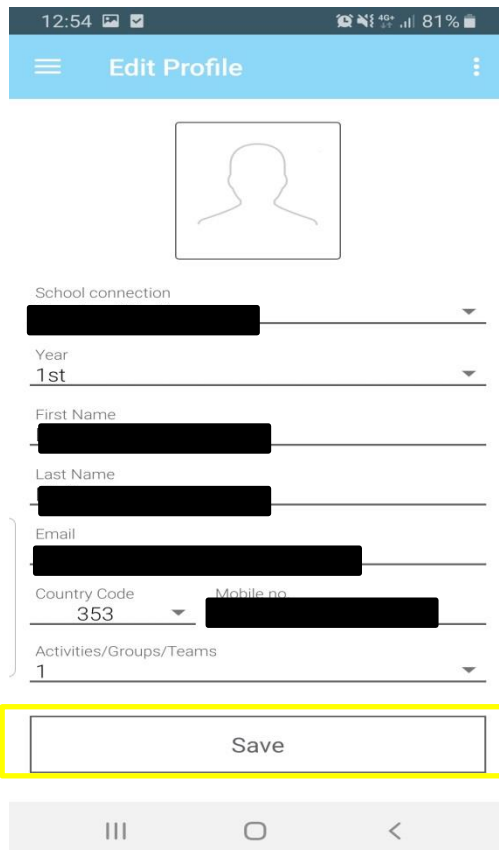 12:54 4G+ 81%
Edit Profile
School connection
Year
1st
First Name
Last Name
Email
Country Code Mobile no
353
Activities/Groups/Teams
1
Save